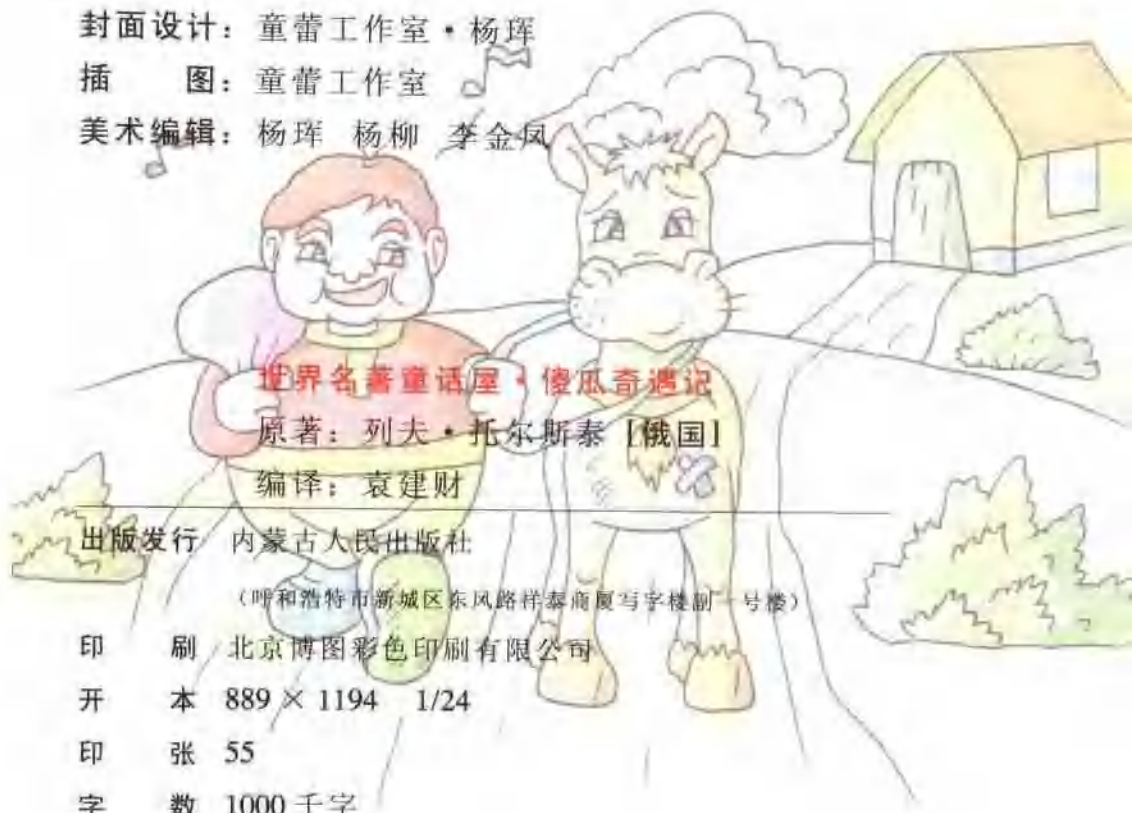 封面设计：童蕾工作室·杨珲
插 图：童蕾工作室
美术编辑：杨珲 杨柳 李金凤
世界名著童话屋·傻瓜奇遇记
原著：列夫·托尔斯泰［俄国］
编译：袁建财
出版发行 内蒙古人民出版社
（呼和浩特市新城区东风路祥泰商厦写字楼副一号楼）
印 刷 北京博图彩色印刷有限公司
开 本 889 × 1194 1/24
印 张 55
字 数 1000 千字